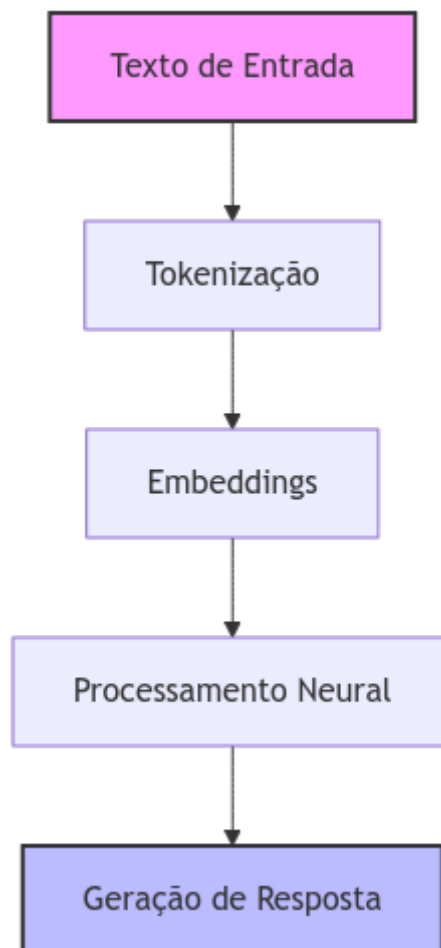 Texto de Entrada
Tokenização
Embeddings
Processamento Neural
Geração de Resposta